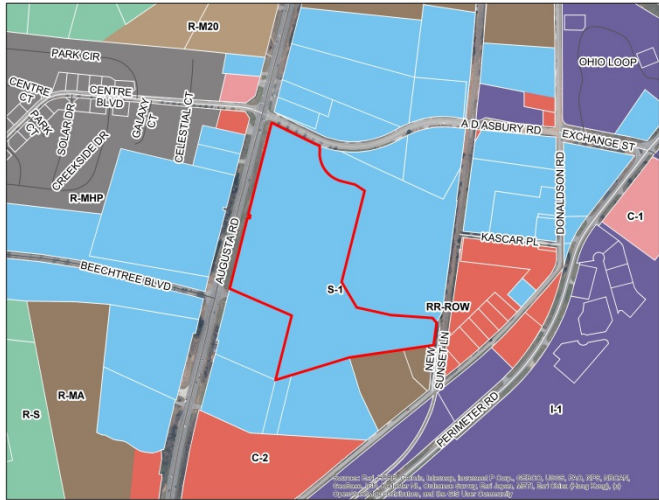 R-M20
PARK CIR
OHIO LOOP
CENTRE CT
CENTRE BLVD
PARK CT
SOLAR DR
GALAXY CT
CELESTIAL CT
CREEKSIDE DR
A D ASBURY RD
EXCHANGE ST
DONALDSON RD
R-MHP
C-1
KASCAR PL
AUGUSTA RD
BEECHTREE BLVD
S-1
RR-ROW
NEW SUNSET LN
PERIMETER RD
R-MA
R-S
I-1
C-2